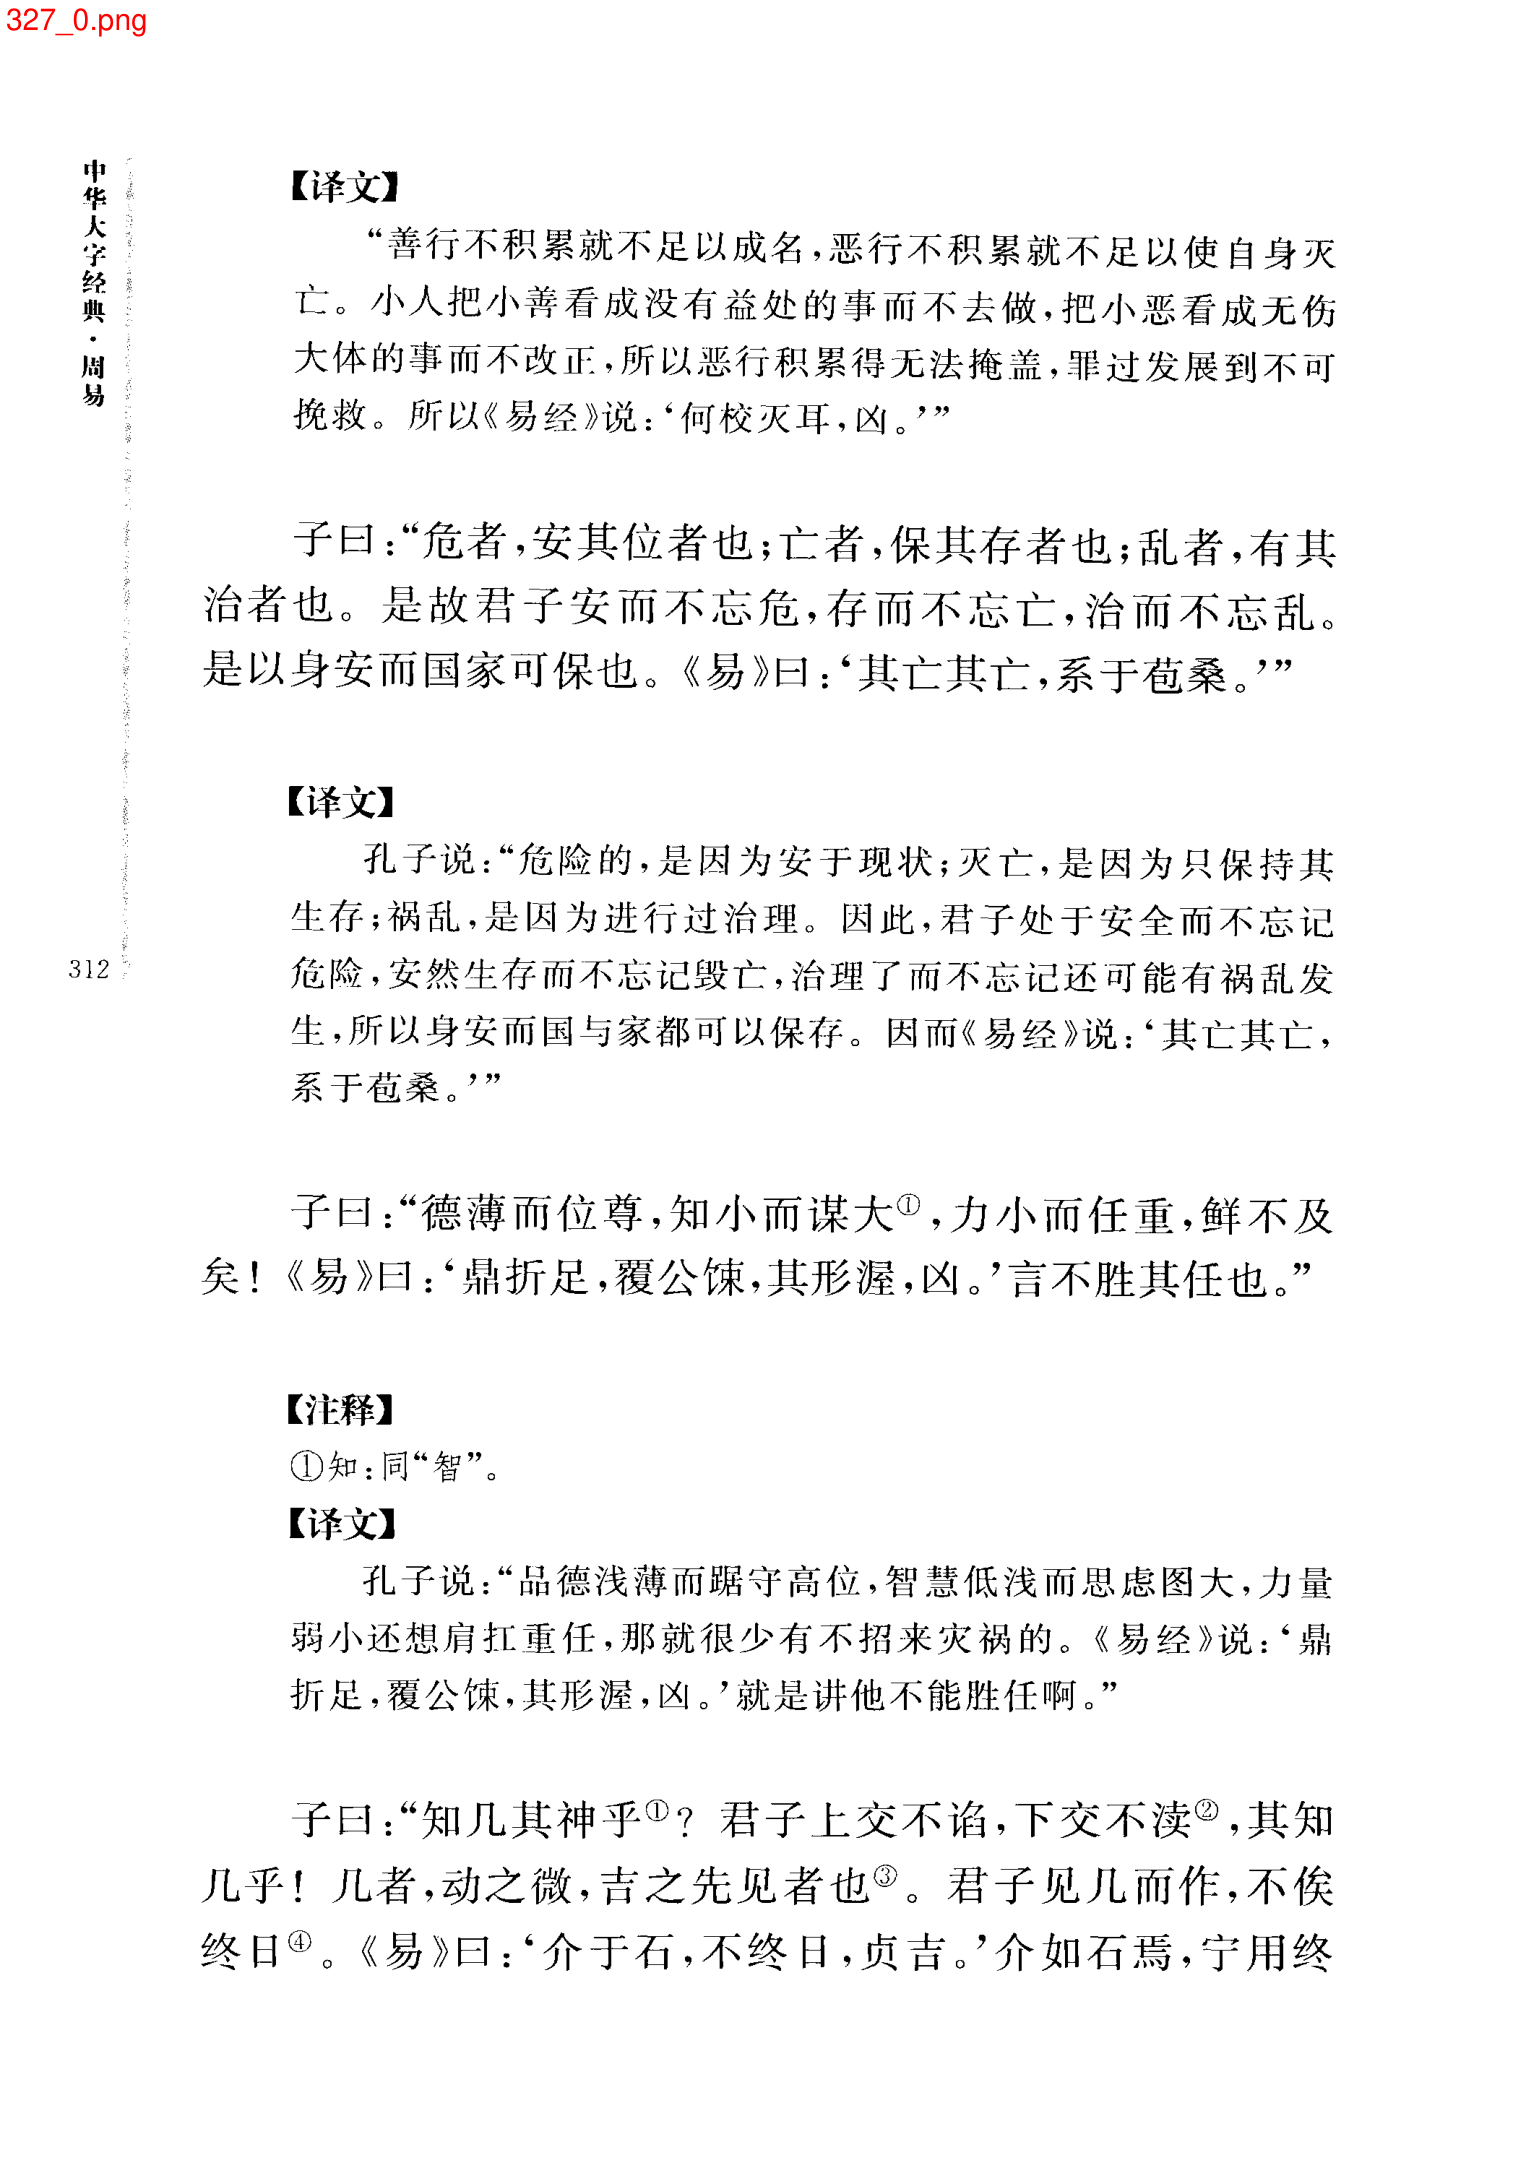 327_0.png
中华大字经典·周易
【译文】
“善行不积累就不足以成名,恶行不积累就不足以使自身灭
亡。小人把小善看成没有益处的事而不去做,把小恶看成无伤
大体的事而不改正,所以恶行积累得无法掩盖,罪过发展到不可
挽救。所以《易经》说:‘何校灭耳,凶。’”
子曰:“危者,安其位者也;亡者,保其存者也;乱者,有其
治者也。是故君子安而不忘危,存而不忘亡,治而不忘乱。
是以身安而国家可保也。《易》曰:‘其亡其亡,系于苞桑。’”
【译文】
孔子说:“危险的,是因为安于现状;灭亡,是因为只保持其
生存;祸乱,是因为进行过治理。因此,君子处于安全而不忘记
危险,安然生存而不忘记毁亡,治理了而不忘记还可能有祸乱发
生,所以身安而国与家都可以保存。因而《易经》说:‘其亡其亡,
系于苞桑。’”
312
子曰:“德薄而位尊,知小而谋大①,力小而任重,鲜不及
矣!《易》曰:‘鼎折足,覆公𫗧,其形渥,凶。’言不胜其任也。”
【注释】
①知:同“智”。
【译文】
孔子说:“品德浅薄而踞守高位,智慧低浅而思虑图大,力量
弱小还想肩扛重任,那就很少有不招来灾祸的。《易经》说:‘鼎
折足,覆公𫗧,其形渥,凶。’就是讲他不能胜任啊。”
子曰:“知几其神乎①?君子上交不谄,下交不渎②,其知
几乎!几者,动之微,吉之先见者也③。君子见几而作,不俟
终日④。《易》曰:‘介于石,不终日,贞吉。’介如石焉,宁用终